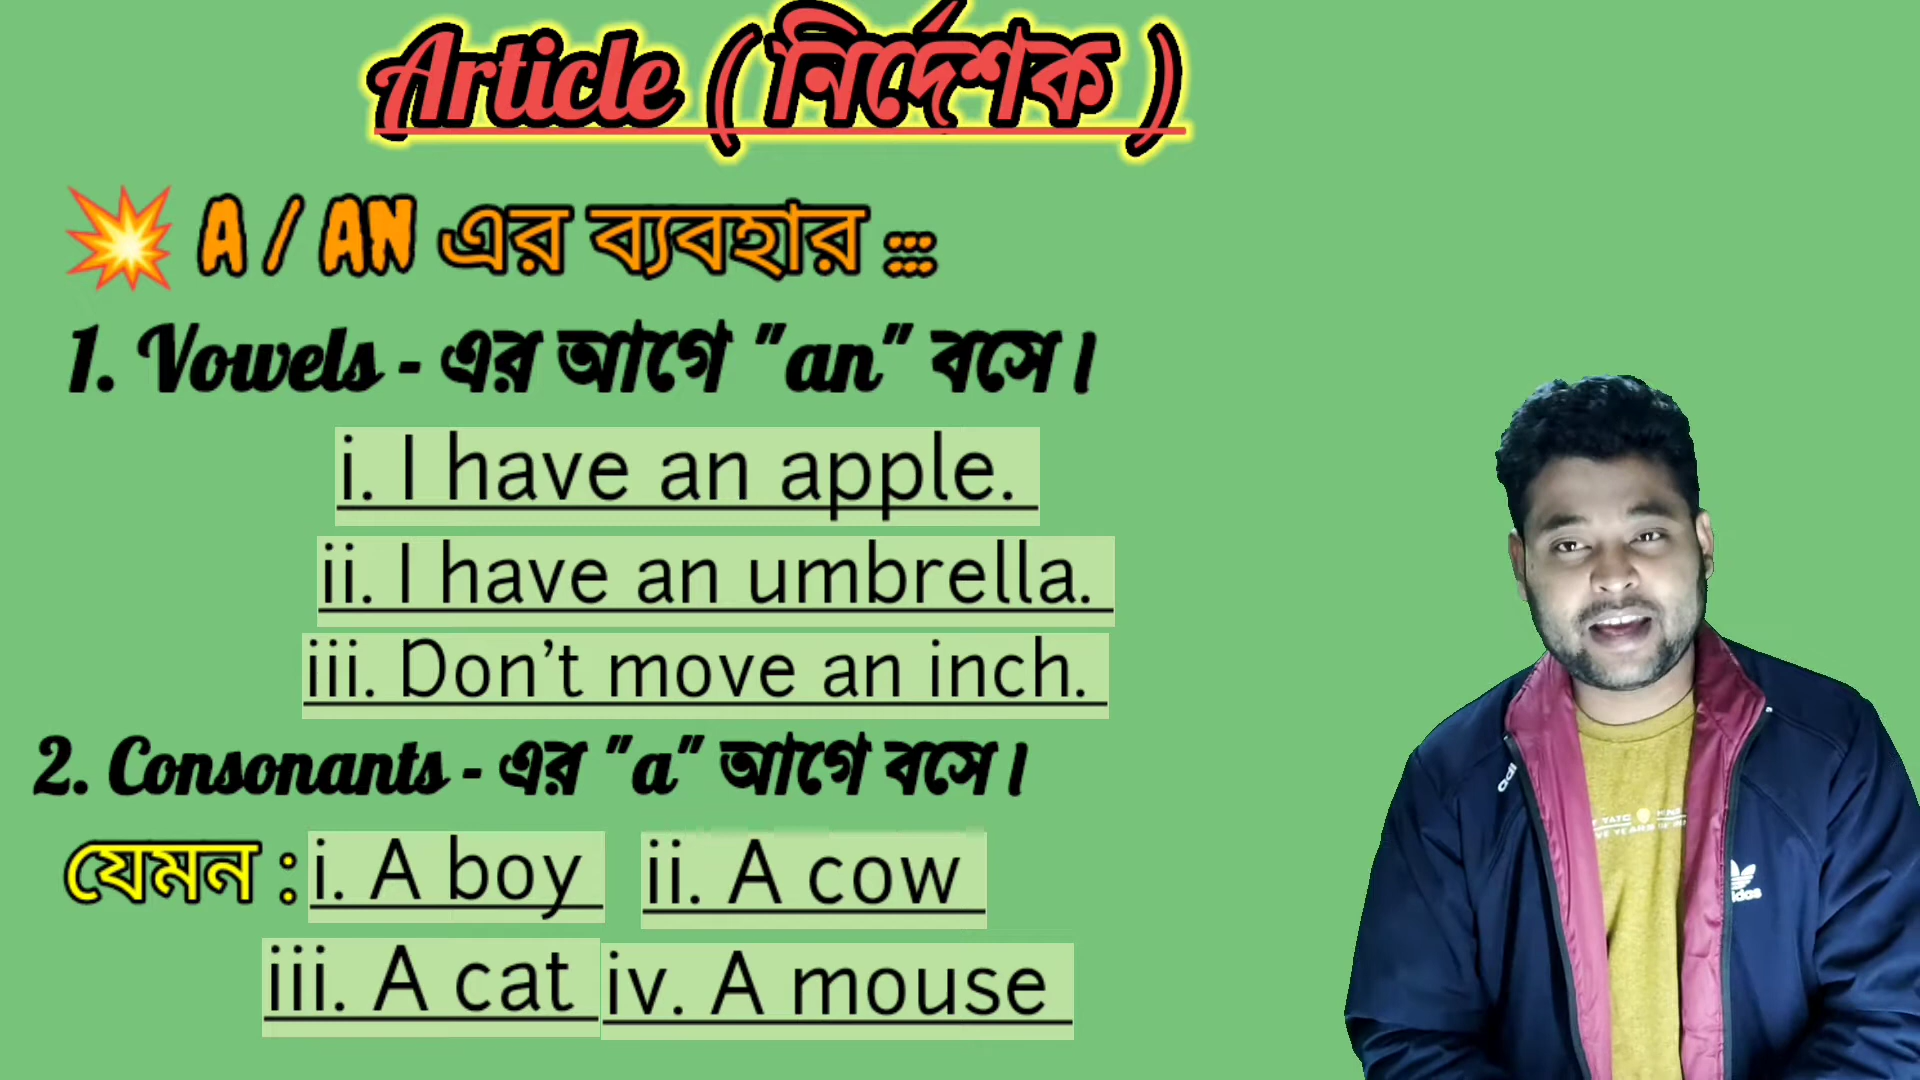 Article ( নির্দেশক )
A / AN এর ব্যবহার :::
1. Vowels - এর আগে "an" বসে।
i. I have an apple.
ii. I have an umbrella.
iii. Don't move an inch.
2. Consonants - এর "a" আগে বসে।
যেমন : i. A boy ii. A cow
iii. A cat iv. A mouse
adi